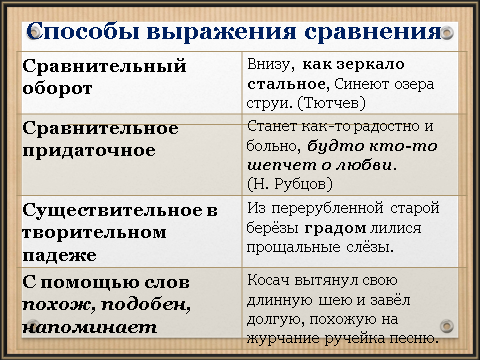 Способы выражения сравнения
Сравнительный
оборот
Внизу, как зеркало
стальное, Синеют озера
струи. (Тютчев)
Сравнительное
придаточное
Станет как-то радостно и
больно, будто кто-то
шепчет о любви.
(Н. Рубцов)
Существительное в
творительном
падеже
Из перерубленной старой
берёзы градом лилися
прощальные слёзы.
С помощью слов
похож, подобен,
напоминает
Косач вытянул свою
длинную шею и завёл
долгую, похожую на
журчание ручейка песню.